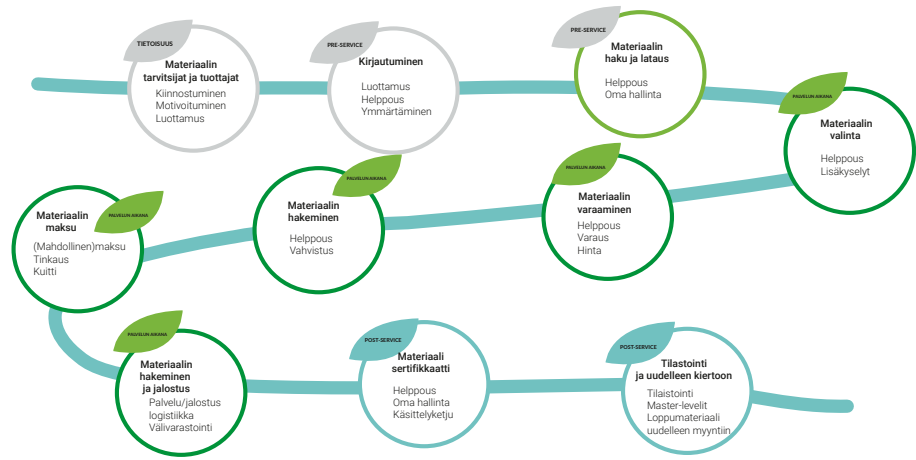 TIETOISUUS
Materiaalin
tarvitsijat ja tuottajat
Kiinnostuminen
Motivoituminen
Luottamus
PRE-SERVICE
Kirjautuminen
Luottamus
Helppous
Ymmärtäminen
PRE-SERVICE
Materiaalin
haku ja lataus
Helppous
Oma hallinta
PALVELUN AIKANA
Materiaalin
valinta
Helppous
Lisäkyselyt
PALVELUN AIKANA
Materiaalin
varaaminen
Helppous
Varaus
Hinta
PALVELUN AIKANA
Materiaalin
hakeminen
Helppous
Vahvistus
PALVELUN AIKANA
Materiaalin
maksu
(Mahdollinen)maksu
Tinkaus
Kuitti
PALVELUN AIKANA
Materiaalin
hakeminen
ja jalostus
Palvelu/jalostus
logistiikka
Välivarastointi
POST-SERVICE
Materiaali
sertifikkaatti
Helppous
Oma hallinta
Käsittelyketju
POST-SERVICE
Tilastointi
ja uudelleen kiertoon
Tilaistointi
Master-levelit
Loppumateriaali
uudelleen myyntiin